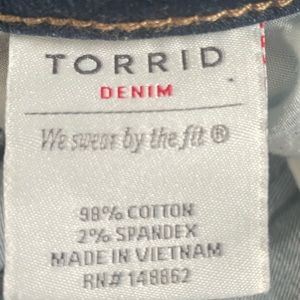 TORRID
DENIM
We swear by the fit ®
98% COTTON
2% SPANDEX
MADE IN VIETNAM
RN# 148862